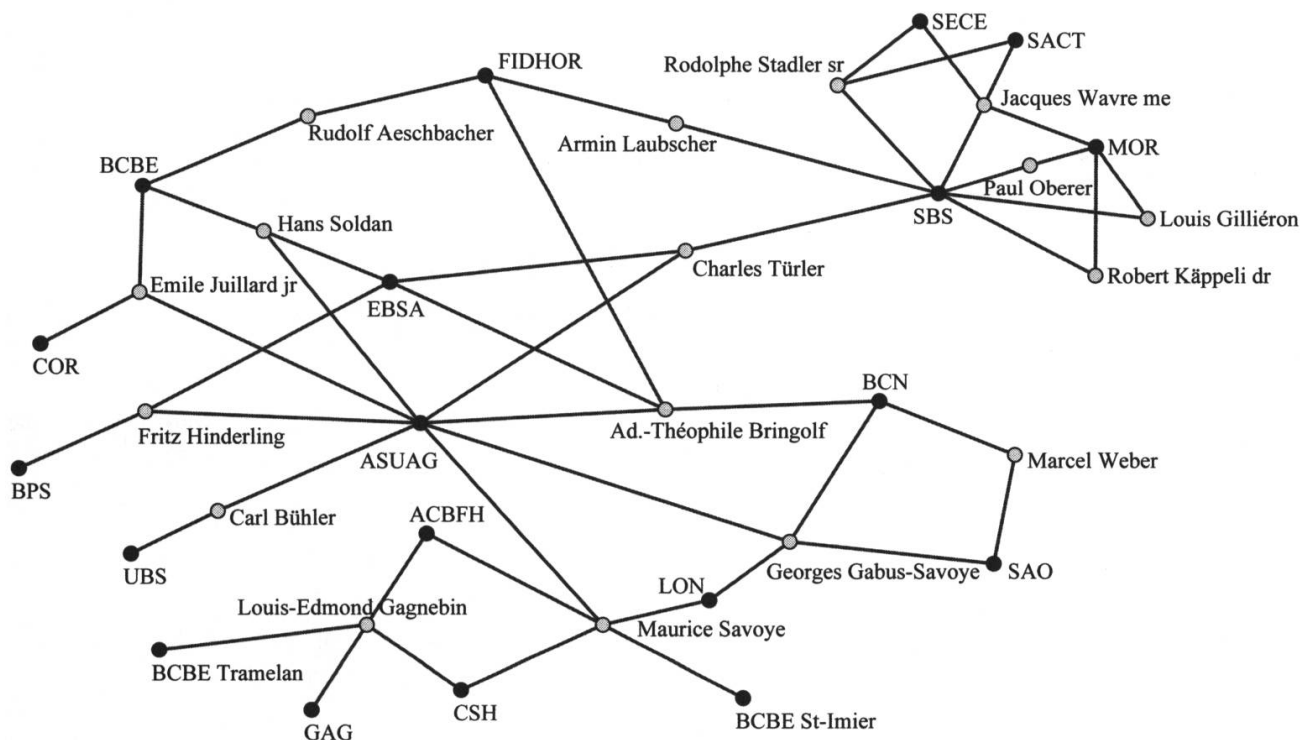 SECE
SACT
Rodolphe Stadler sr
FIDHOR
Jacques Wavre me
Rudolf Aeschbacher
Armin Laubscher
MOR
BCBE
Paul Oberer
SBS
Louis Gilliéron
Hans Soldan
Charles Türler
Robert Käppeli dr
Emile Juillard jr
EBSA
COR
BCN
Fritz Hinderling
Ad.-Théophile Bringolf
ASUAG
Marcel Weber
BPS
Carl Bühler
ACBFH
UBS
Georges Gabus-Savoye
SAO
LON
Louis-Edmond Gagnebin
Maurice Savoye
BCBE Tramelan
CSH
BCBE St-Imier
GAG